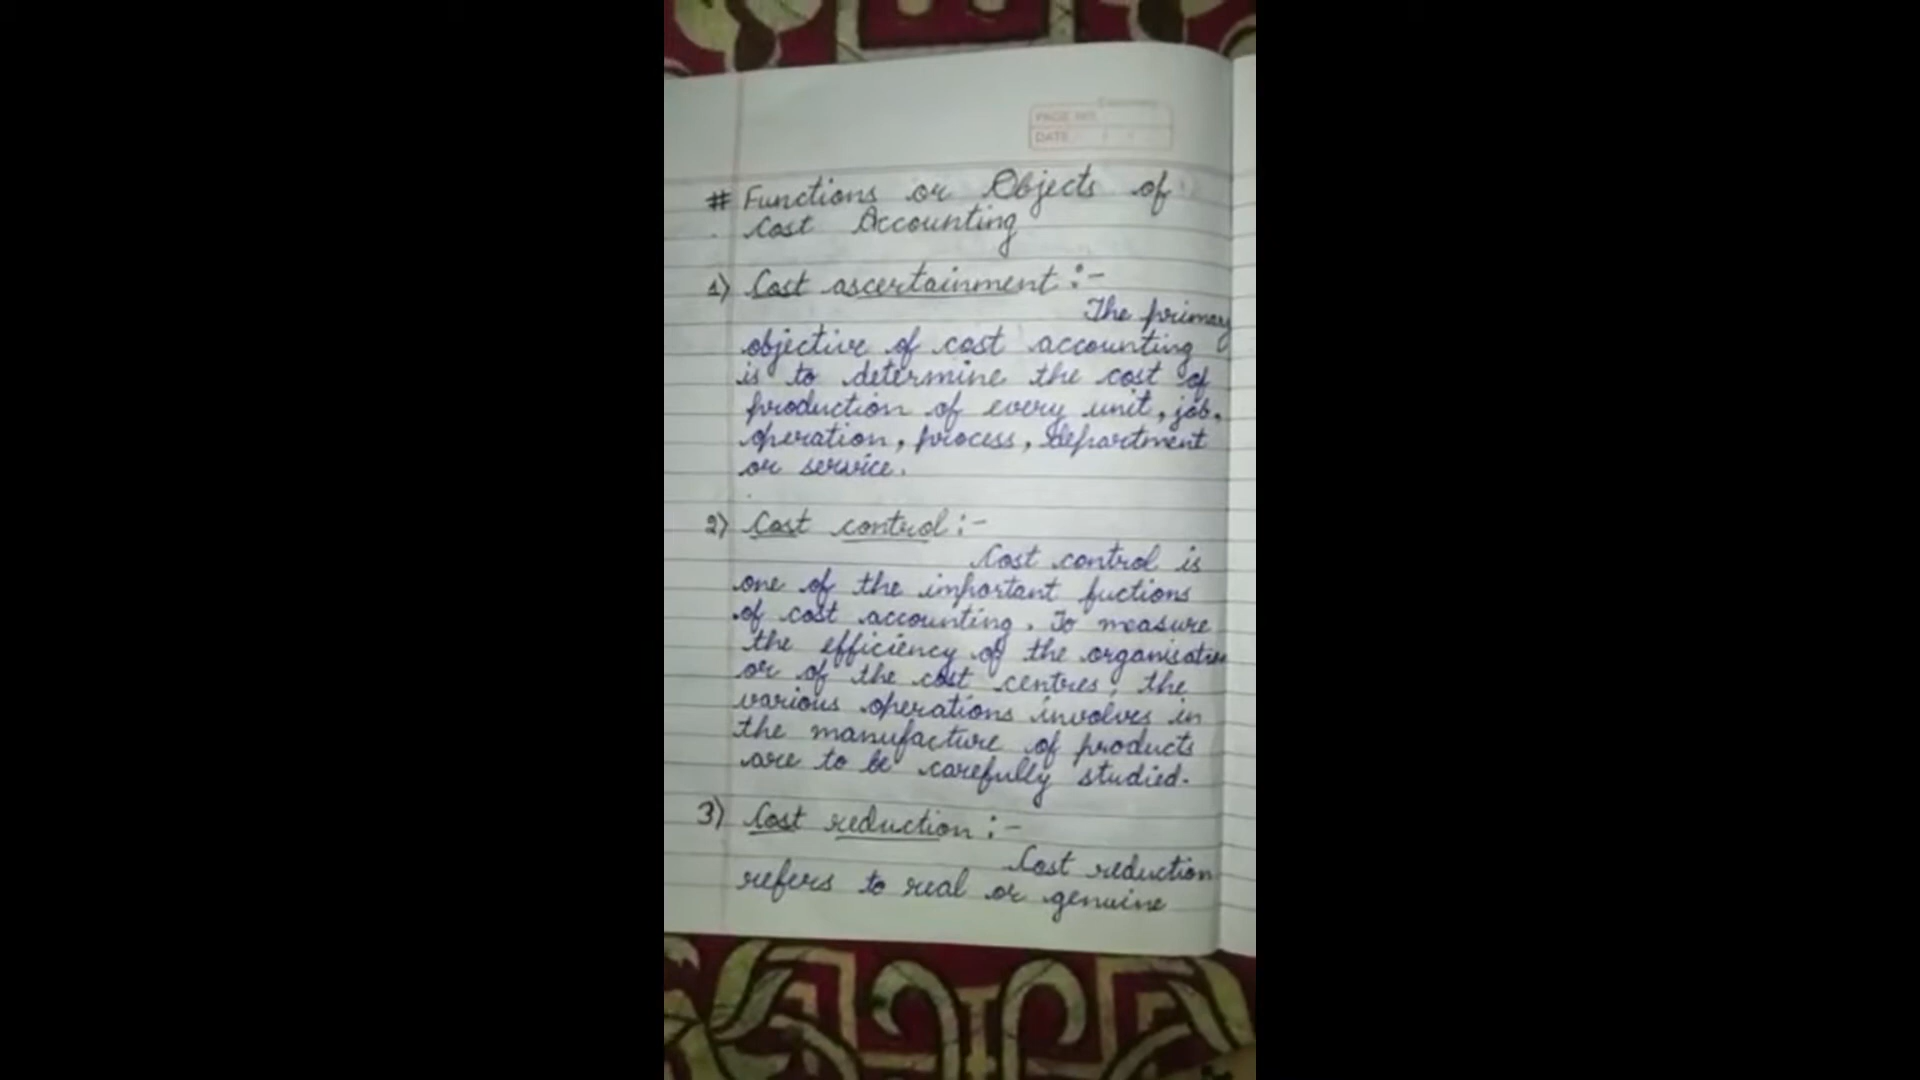 PAGE NO.
DATE
# Functions or Objects of
Cost Accounting
1) Cost ascertainment :-
The primary
objective of cost accounting
is to determine the cost of
production of every unit, job,
operation, process, department
or service.
2) Cost control :-
Cost control is
one of the important fuctions
of cost accounting. To measure
the efficiency of the organisation
or of the cost centres, the
various operations involves in
the manufacture of products
are to be carefully studied.
3) Cost reduction :-
Cost reduction
refers to real or genuine